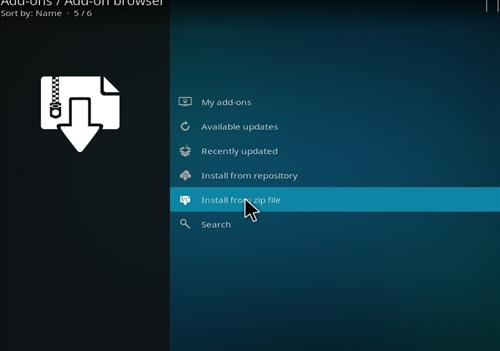 Add-ons / Add-on browser
Sort by: Name · 5 / 6
My add-ons
Available updates
Recently updated
Install from repository
Install from zip file
Search